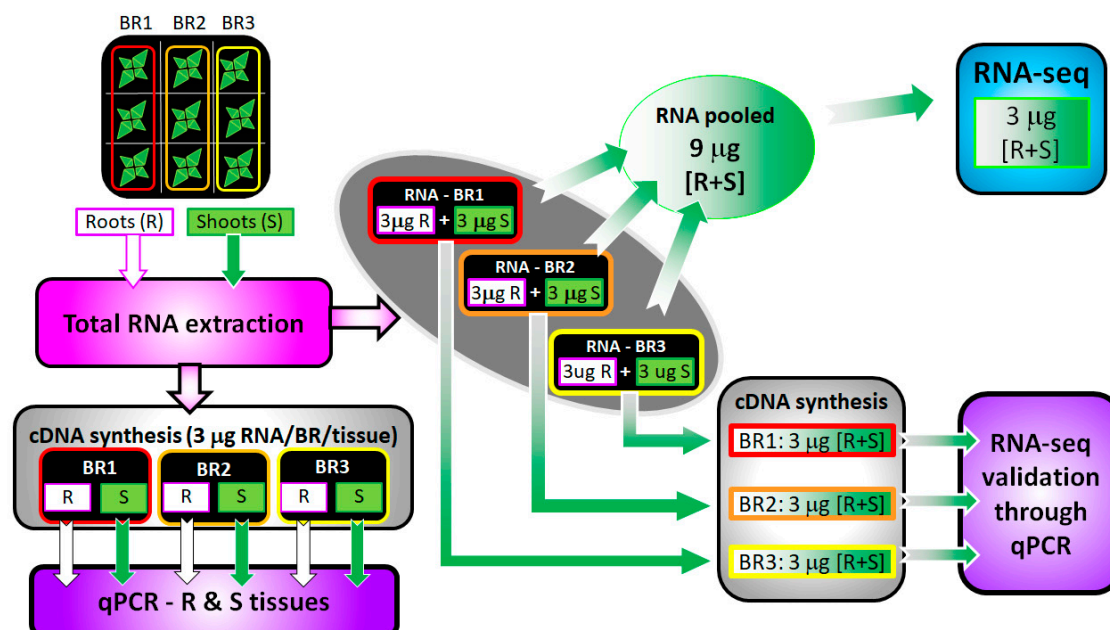 BR1 BR2 BR3
Roots (R) Shoots (S)
Total RNA extraction
cDNA synthesis (3 μg RNA/BR/tissue)
BR1 BR2 BR3
R S R S R S
qPCR - R & S tissues
RNA - BR1
3μg R + 3 μg S
RNA - BR2
3μg R + 3 μg S
RNA - BR3
3ug R + 3 ug S
RNA pooled
9 μg
[R+S]
RNA-seq
3 μg
[R+S]
cDNA synthesis
BR1: 3 μg [R+S]
BR2: 3 μg [R+S]
BR3: 3 μg [R+S]
RNA-seq
validation
through
qPCR